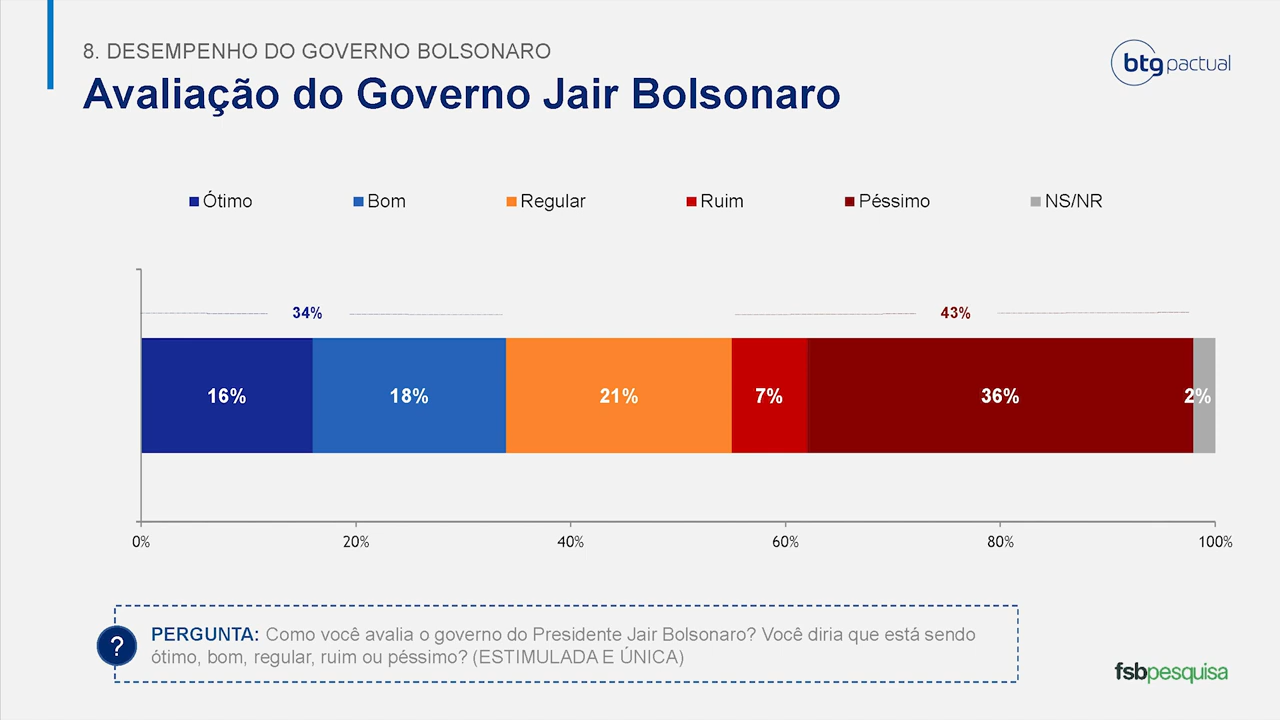 8. DESEMPENHO DO GOVERNO BOLSONARO
Avaliação do Governo Jair Bolsonaro
btgpactual
Ótimo Bom Regular Ruim Péssimo NS/NR
34% 43%
16% 18% 21% 7% 36% 2%
0% 20% 40% 60% 80% 100%
? PERGUNTA: Como você avalia o governo do Presidente Jair Bolsonaro? Você diria que está sendo
ótimo, bom, regular, ruim ou péssimo? (ESTIMULADA E ÚNICA)
fsbpesquisa